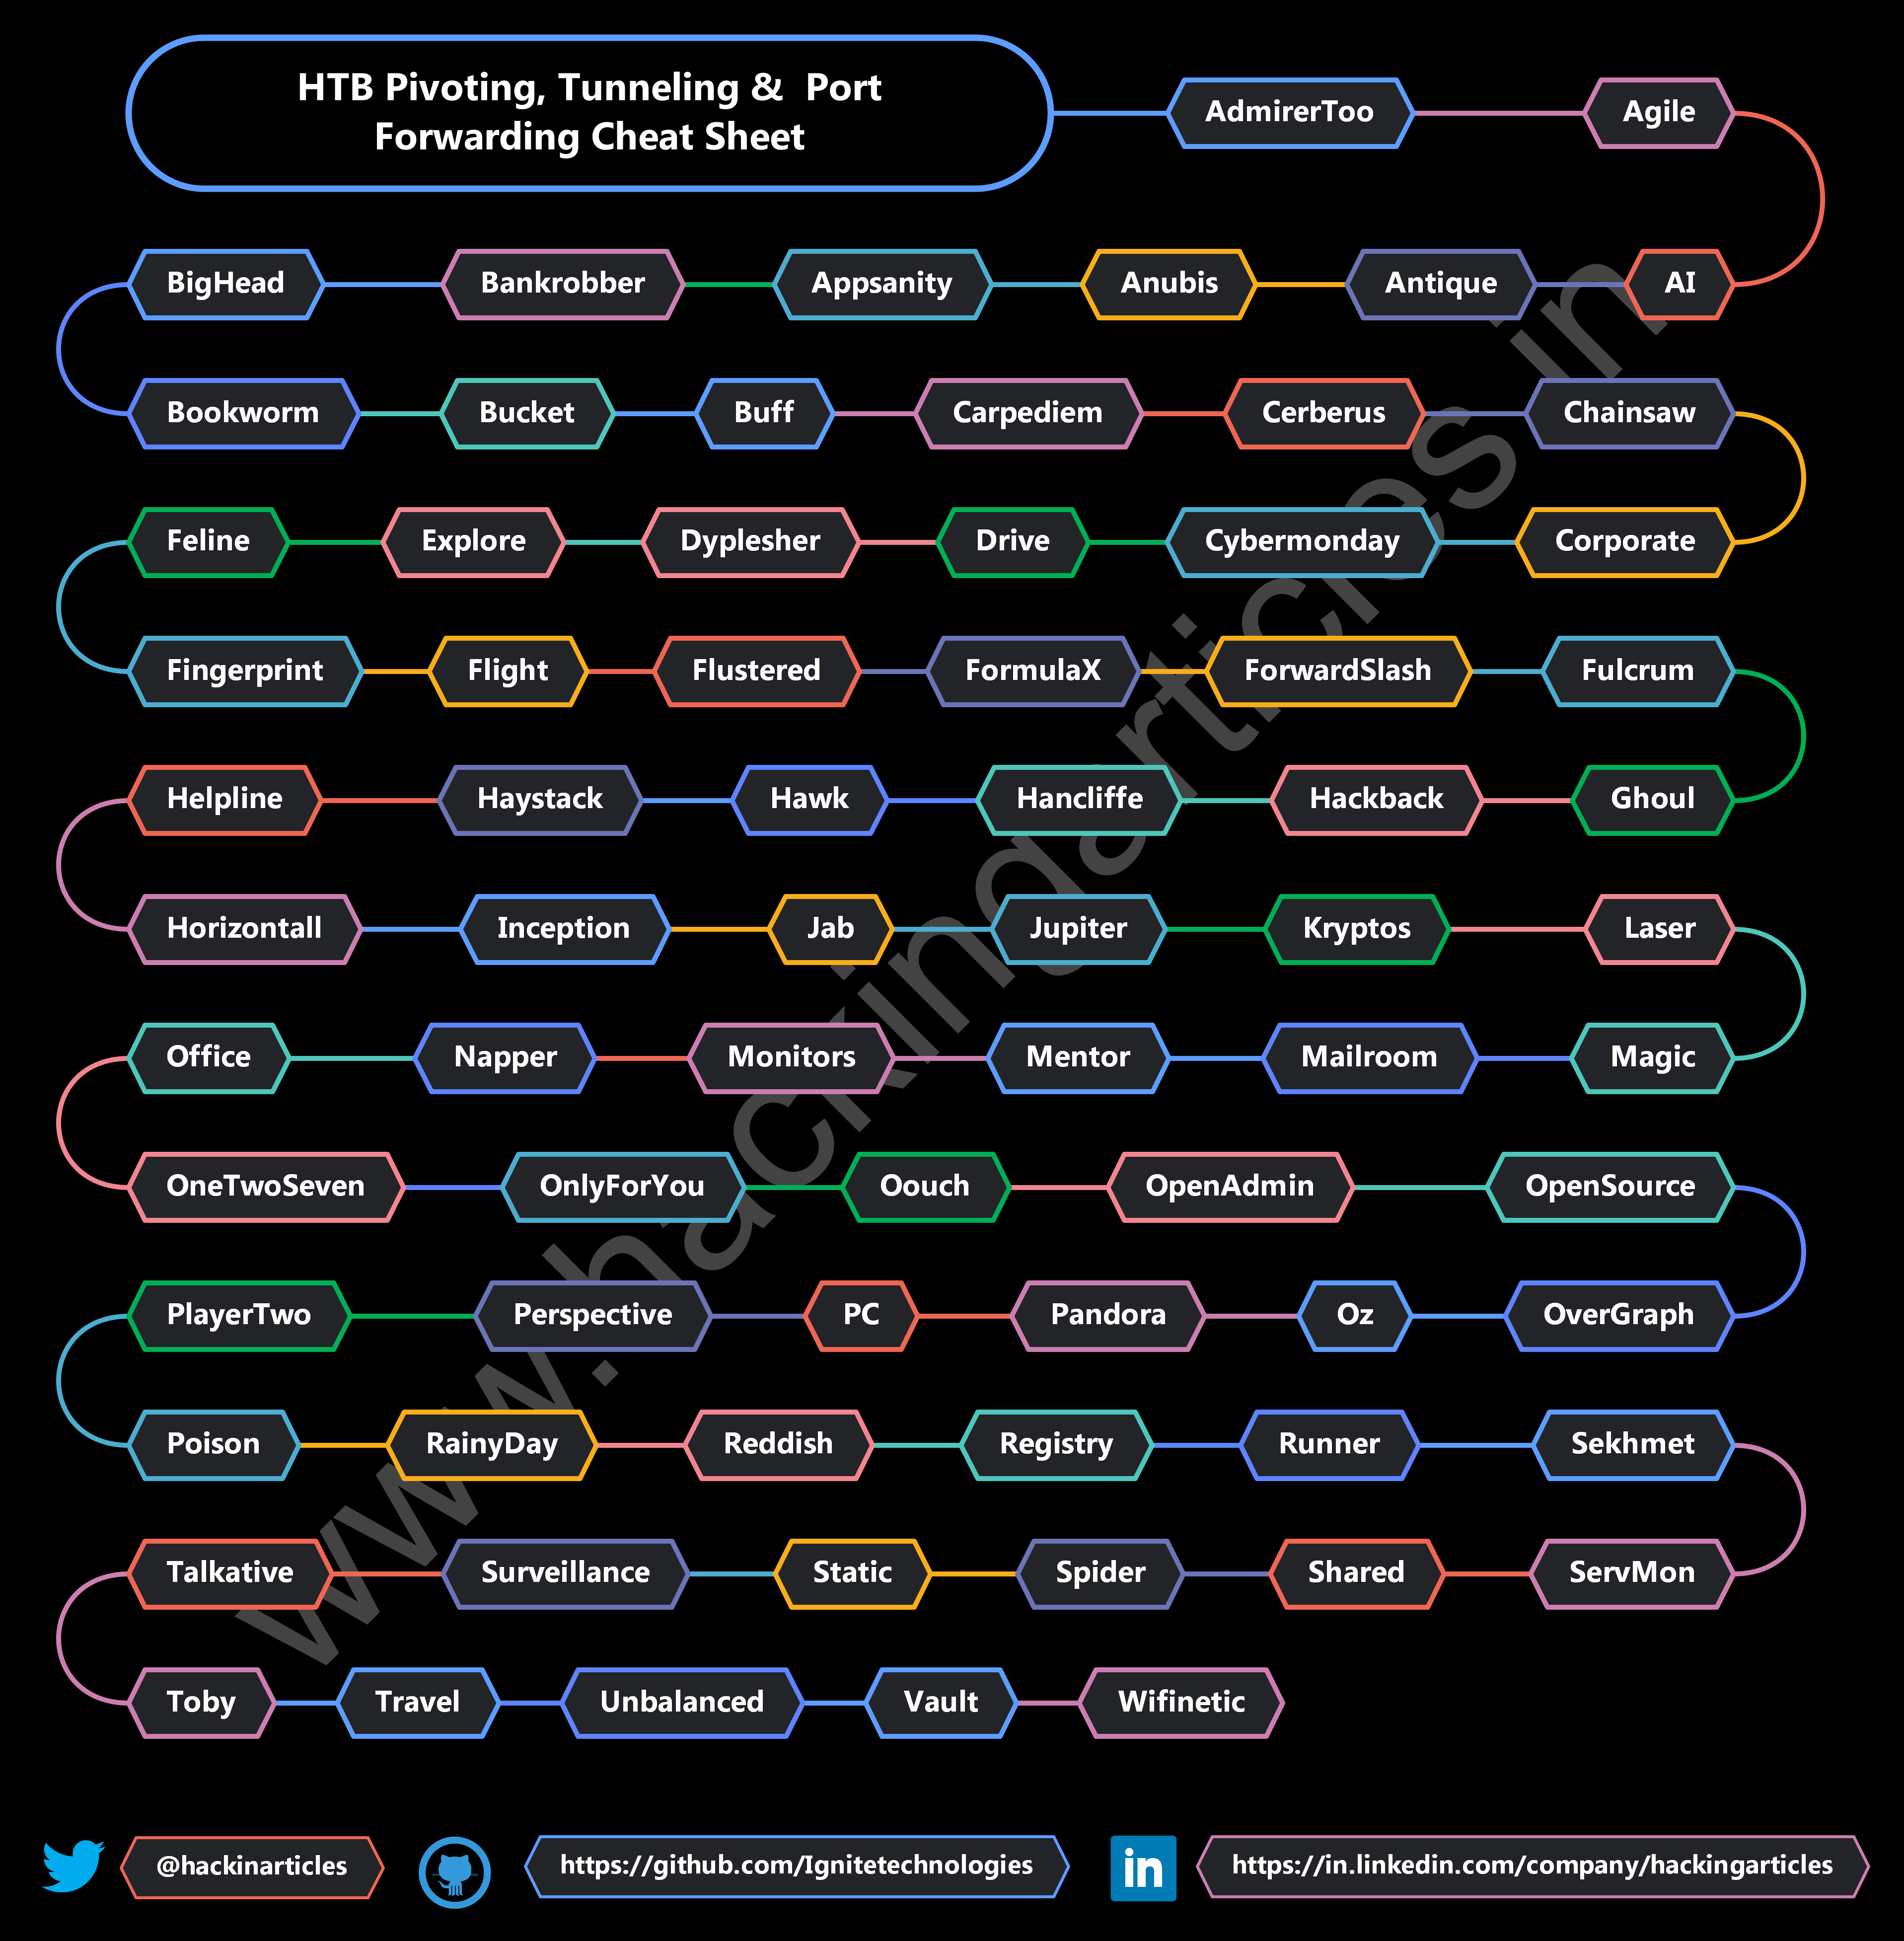 HTB Pivoting, Tunneling &  Port
Forwarding Cheat Sheet
AdmirerToo
Agile
BigHead
Bankrobber
Appsanity
Anubis
Antique
AI
Bookworm
Bucket
Buff
Carpediem
Cerberus
Chainsaw
Feline
Explore
Dyplesher
Drive
Cybermonday
Corporate
Fingerprint
Flight
Flustered
FormulaX
ForwardSlash
Fulcrum
Helpline
Haystack
Hawk
Hancliffe
Hackback
Ghoul
Horizontall
Inception
Jab
Jupiter
Kryptos
Laser
Office
Napper
Monitors
Mentor
Mailroom
Magic
OneTwoSeven
OnlyForYou
Oouch
OpenAdmin
OpenSource
PlayerTwo
Perspective
PC
Pandora
Oz
OverGraph
Poison
RainyDay
Reddish
Registry
Runner
Sekhmet
Talkative
Surveillance
Static
Spider
Shared
ServMon
Toby
Travel
Unbalanced
Vault
Wifinetic
www.hackindarticles.in
@hackinarticles
https://github.com/Ignitetechnologies
in
https://in.linkedin.com/company/hackingarticles